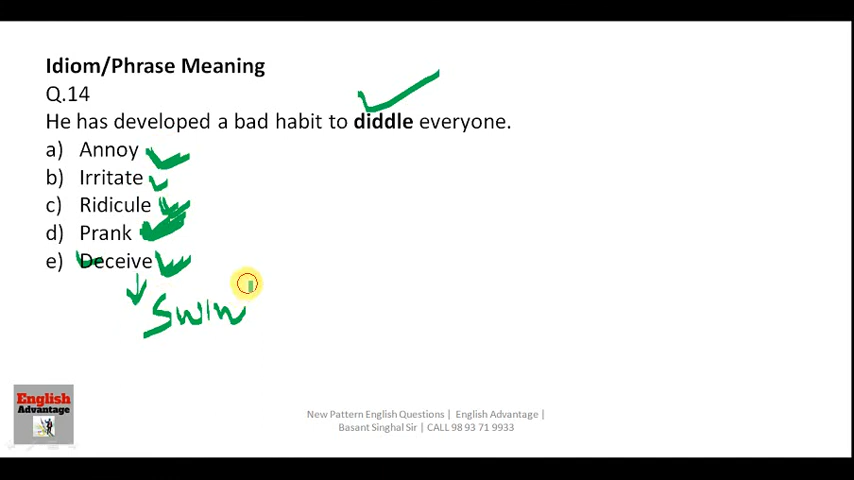 Idiom/Phrase Meaning
Q.14
He has developed a bad habit to diddle everyone.
a) Annoy
b) Irritate
c) Ridicule
d) Prank
e) Deceive
Swin
English
Advantage
New Pattern English Questions | English Advantage |
Basant Singhal Sir | CALL 98 93 71 9933